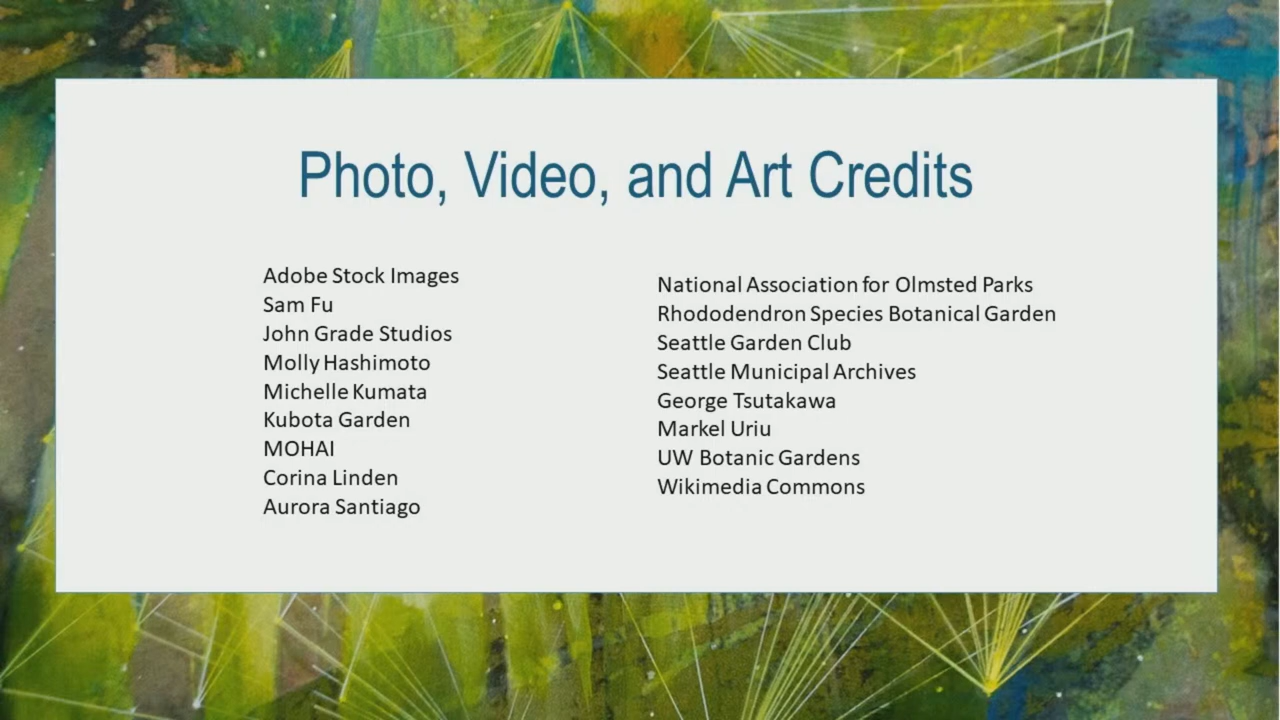 Photo, Video, and Art Credits
Adobe Stock Images
Sam Fu
John Grade Studios
Molly Hashimoto
Michelle Kumata
Kubota Garden
MOHAI
Corina Linden
Aurora Santiago
National Association for Olmsted Parks
Rhododendron Species Botanical Garden
Seattle Garden Club
Seattle Municipal Archives
George Tsutakawa
Markel Uriu
UW Botanic Gardens
Wikimedia Commons